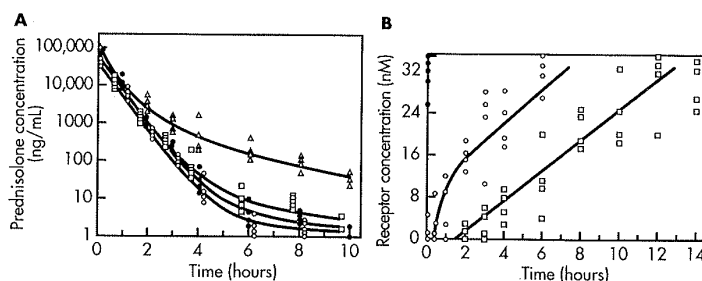 A
Prednisolone concentration
(ng/mL)
100,000
10,000
1000
100
10
1
0 2 4 6 8 10
Time (hours)
B
Receptor concentration (nM)
32
24
16
8
0
0 2 4 6 8 10 12 14
Time (hours)